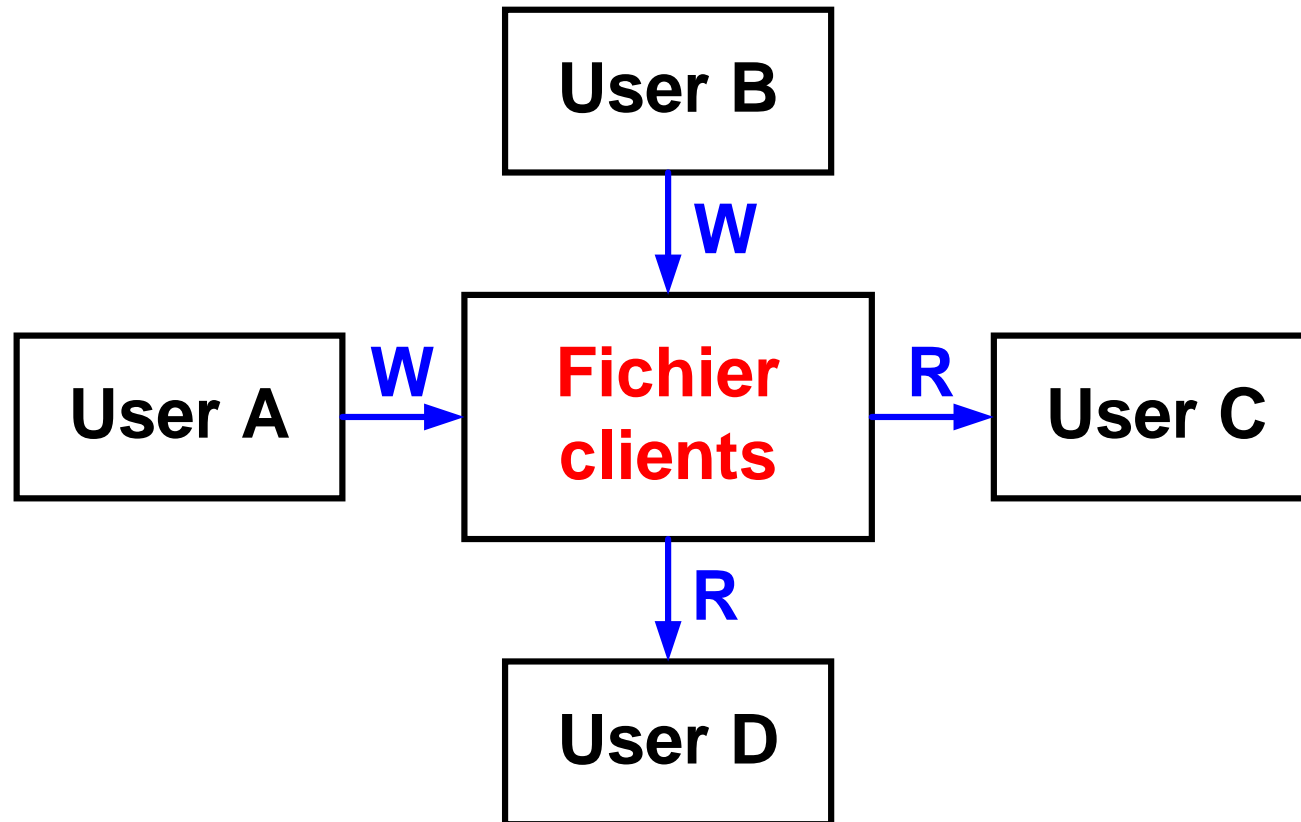 User B
W
User A
W
Fichier
clients
R
User C
R
User D